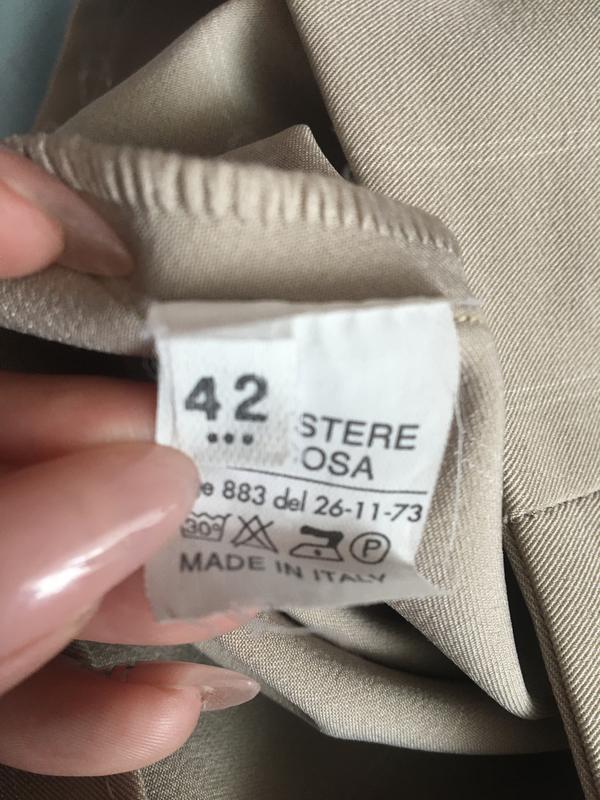 42
STERE
OSA
e 883 del 26-11-73
30°
P
MADE IN ITALY